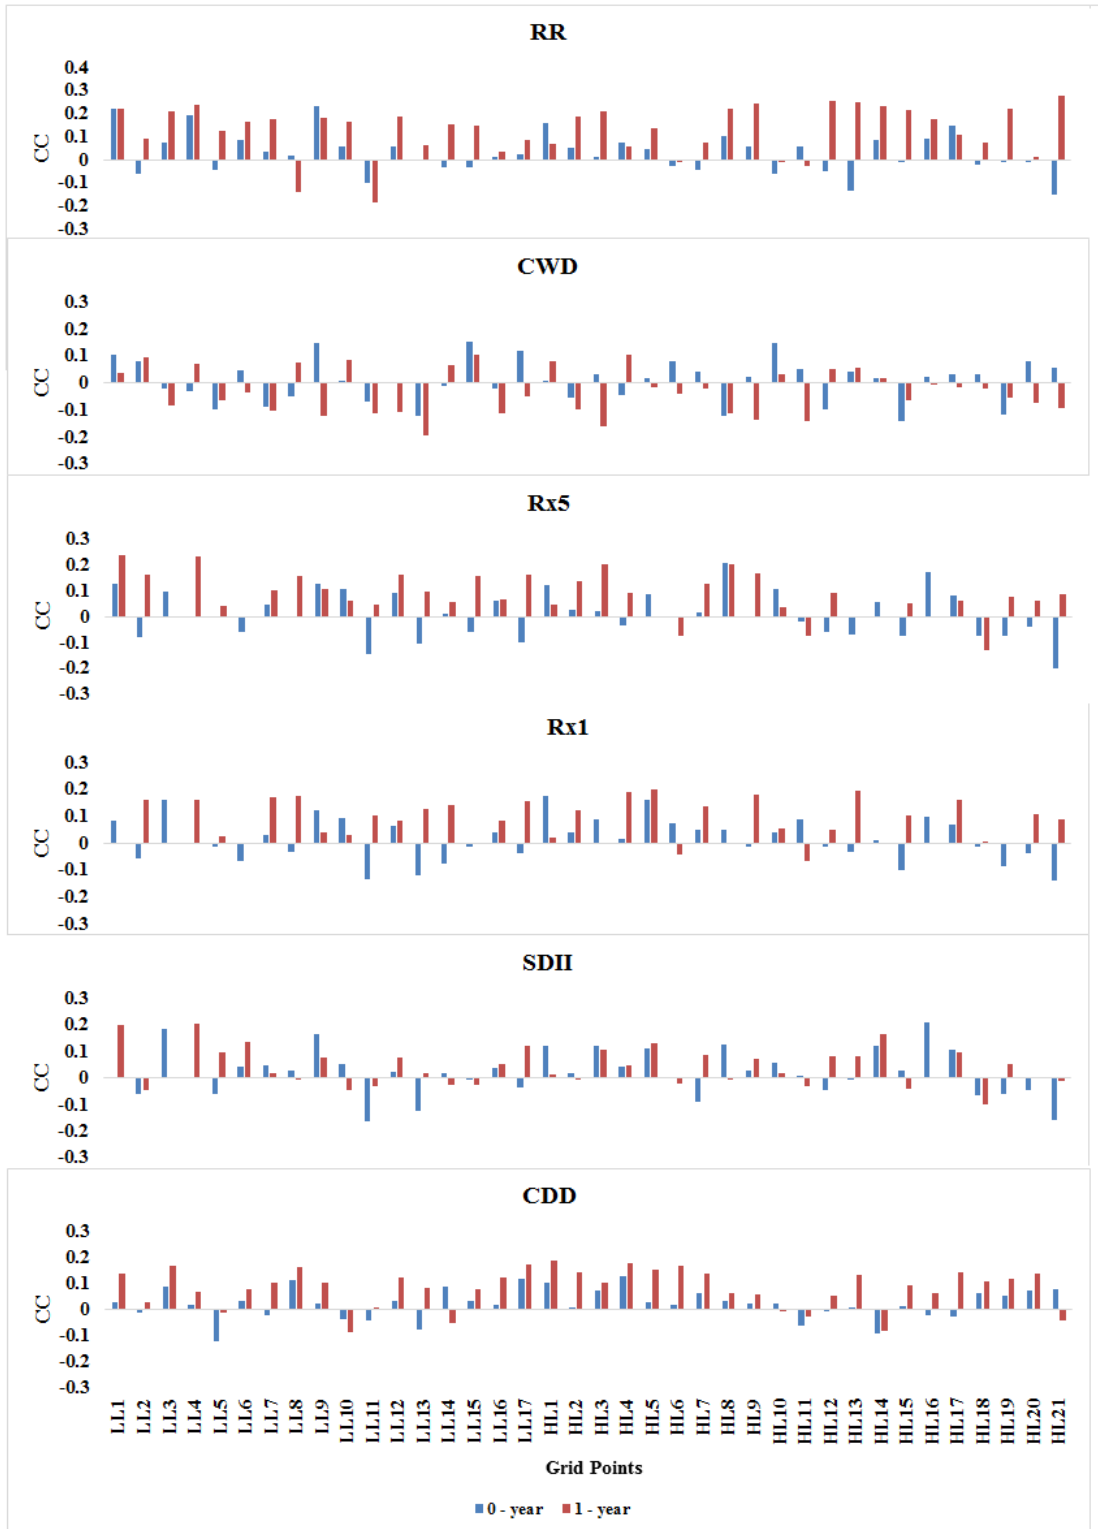 RR
0.4
0.3
0.2
0.1
0
-0.1
-0.2
-0.3
CC
CWD
0.3
0.2
0.1
0
-0.1
-0.2
-0.3
CC
Rx5
0.3
0.2
0.1
0
-0.1
-0.2
-0.3
CC
Rx1
0.3
0.2
0.1
0
-0.1
-0.2
-0.3
CC
SDII
0.3
0.2
0.1
0
-0.1
-0.2
-0.3
CC
CDD
0.3
0.2
0.1
0
-0.1
-0.2
-0.3
CC
LL1
LL2
LL3
LL4
LL5
LL6
LL7
LL8
LL9
LL10
LL11
LL12
LL13
LL14
LL15
LL16
LL17
HL1
HL2
HL3
HL4
HL5
HL6
HL7
HL8
HL9
HL10
HL11
HL12
HL13
HL14
HL15
HL16
HL17
HL18
HL19
HL20
HL21
Grid Points
0 - year 1 - year